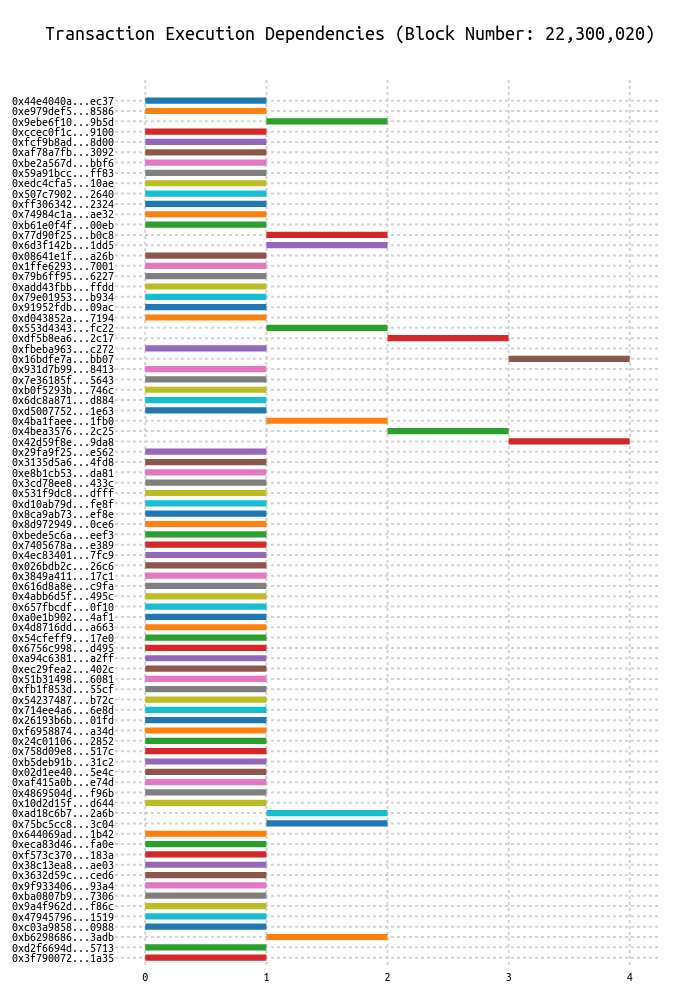 Transaction Execution Dependencies (Block Number: 22,300,020)
0x44e4040a...ec37
0xe979def5...8586
0x9ebe6f10...9b5d
0xccec0f1c...9100
0xfcf9b8ad...8d00
0xaf78a7fb...3092
0xbe2a567d...bbf6
0x59a91bcc...ff83
0xedc4cfa5...10ae
0x507c7902...2640
0xff306342...2324
0x74984c1a...ae32
0xb61e0f4f...00eb
0x77d90f25...b0c8
0x6d3f142b...1dd5
0x08641e1f...a26b
0x1ffe6293...7001
0x79b6ff95...6227
0xadd43fbb...ffdd
0x79e01953...b934
0x91952fdb...09ac
0xd043852a...7194
0x553d4343...fc22
0xdf5b8ea6...2c17
0xfbeba963...c272
0x16bdfe7a...bb07
0x931d7b99...8413
0x7e36185f...5643
0xb0f5293b...746c
0x6dc8a871...d884
0xd5007752...1e63
0x4ba1faee...1fb0
0x4bea3576...2c25
0x42d59f8e...9da8
0x29fa9f25...e562
0x3135d5a6...4fd8
0xe8b1cb53...da81
0x3cd78ee8...433c
0x531f9dc8...dfff
0xd10ab79d...fe8f
0x8ca9ab73...ef8e
0x8d972949...0ce6
0xbede5c6a...eef3
0x7405678a...e389
0x4ec83401...7fc9
0x026bdb2c...26c6
0x3849a411...17c1
0x616d8a8e...c9fa
0x4abb6d5f...495c
0x657fbcdf...0f10
0xa0e1b902...4af1
0x4d8716dd...a663
0x54cfeff9...17e0
0x6756c998...d495
0xa94c6381...a2ff
0xec29fea2...402c
0x51b31498...6081
0xfb1f853d...55cf
0x54237487...b72c
0x714ee4a6...6e8d
0x26193b6b...01fd
0xf6958874...a34d
0x24c01106...2852
0x758d09e8...517c
0xb5deb91b...31c2
0x02d1ee40...5e4c
0xaf415a0b...e74d
0x4869504d...f96b
0x10d2d15f...d644
0xad18c6b7...2a6b
0x75bc5cc8...3c04
0x644069ad...1b42
0xeca83d46...fa0e
0xf573c370...183a
0x38c13ea8...ae03
0x3632d59c...ced6
0x9f933406...93a4
0xba0807b9...7306
0x9a4f962d...f86c
0x47945796...1519
0xc03a9858...0988
0xb6298686...3adb
0xd2f6694d...5713
0x3f790072...1a35
0 1 2 3 4